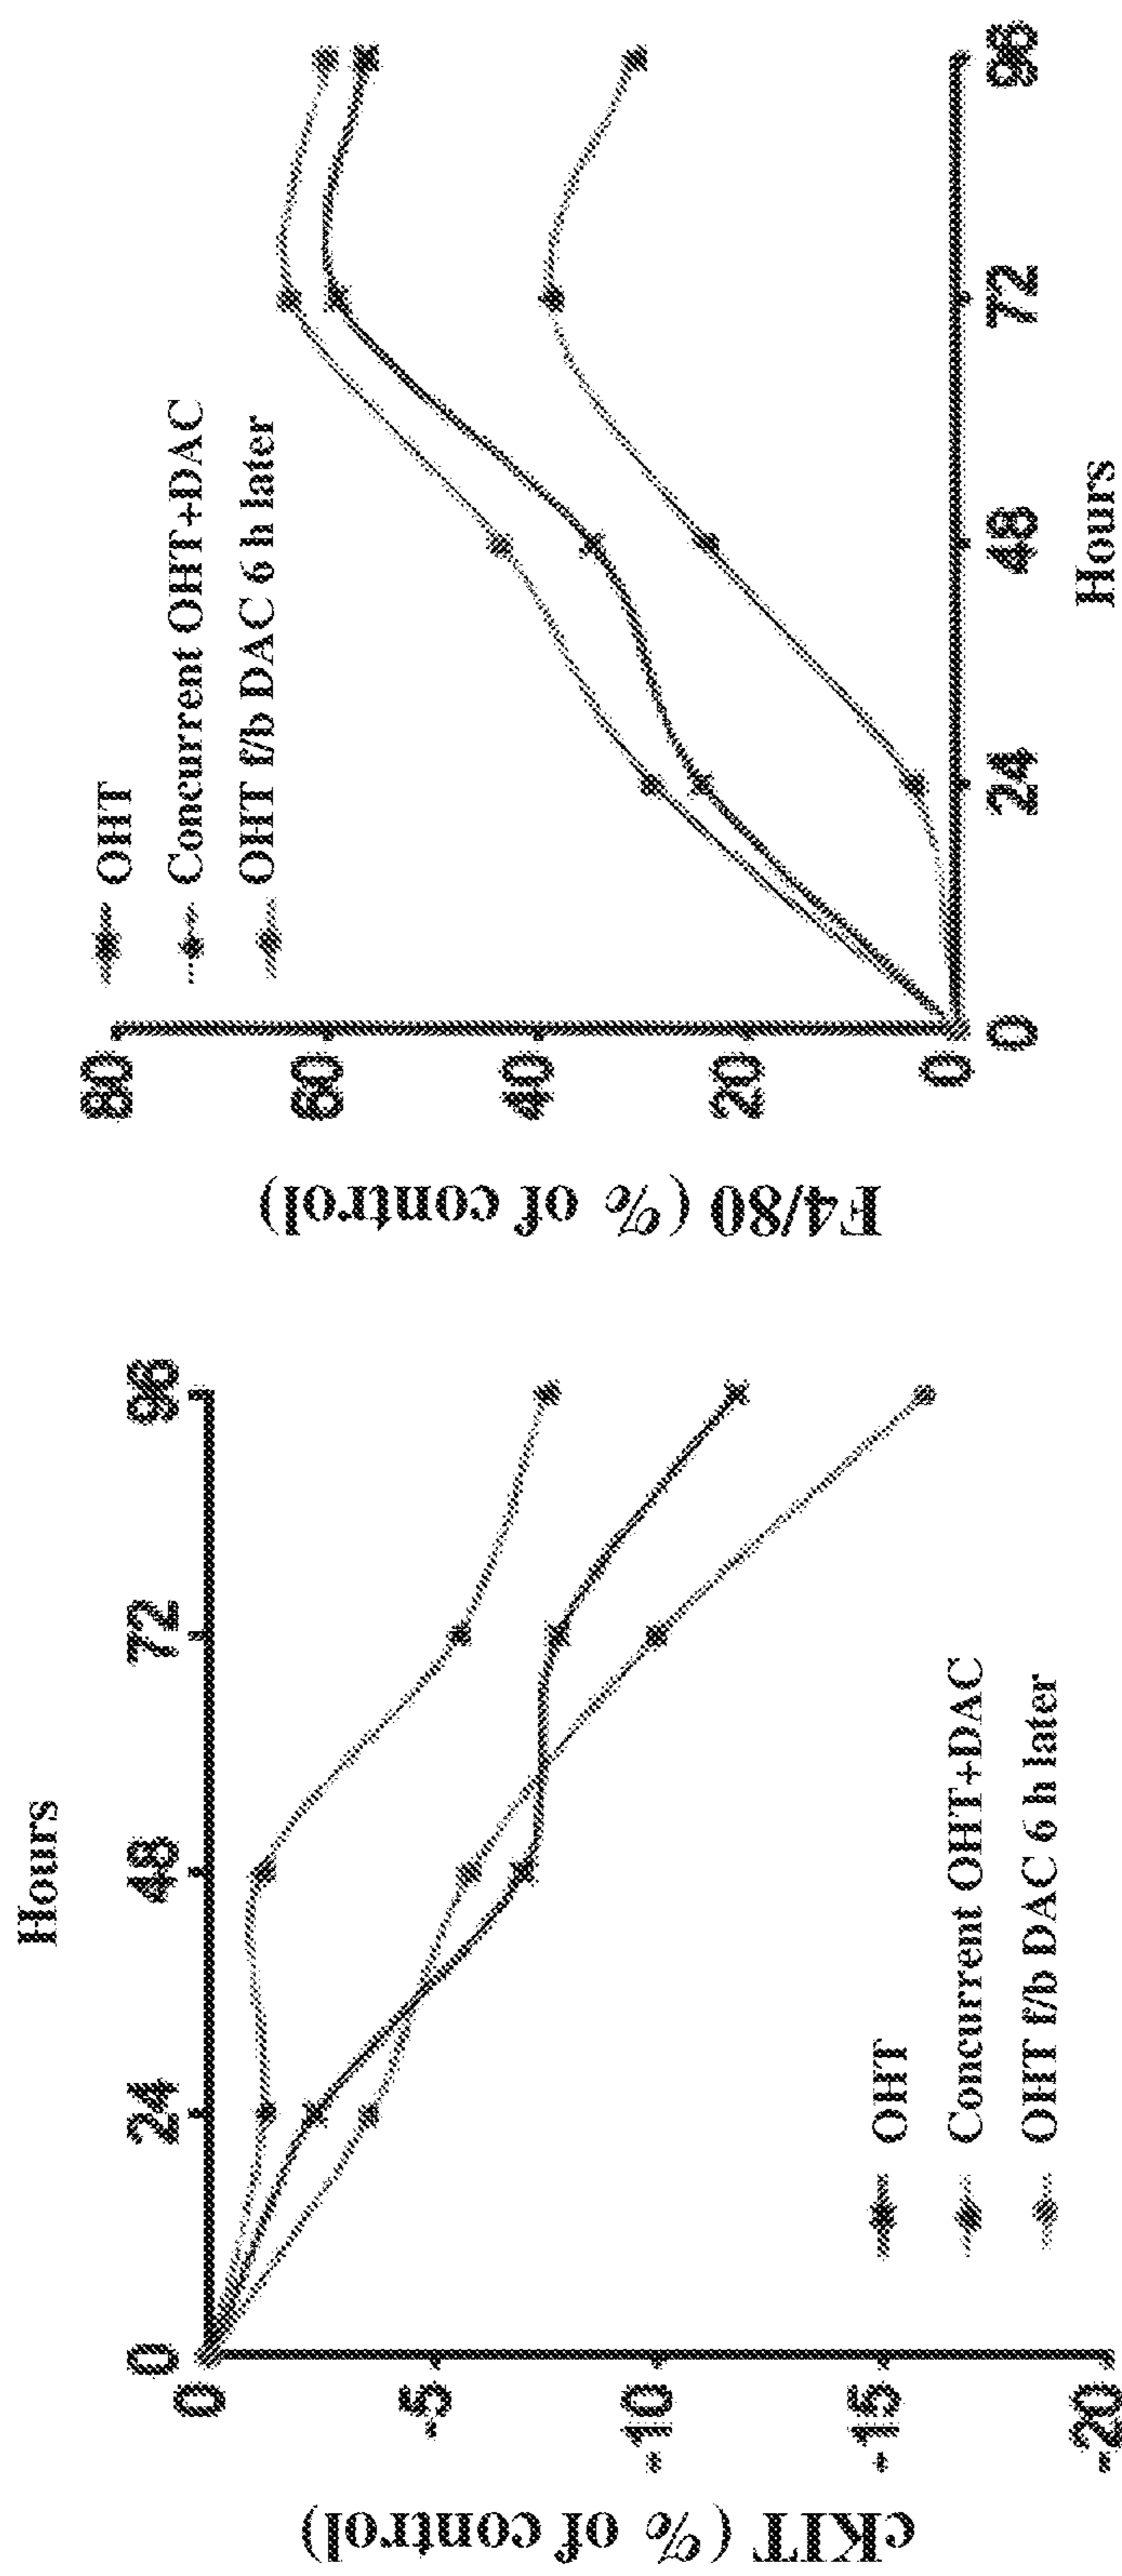 Hours
0
24
48
72
96
0
-5
-10
-15
-20
cKIT (% of control)
OHT
Concurrent OHT+DAC
OHT f/b DAC 6 h later
F4/80 (% of control)
80
60
40
20
0
OHT
Concurrent OHT+DAC
OHT f/b DAC 6 h later
0
24
48
72
96
Hours